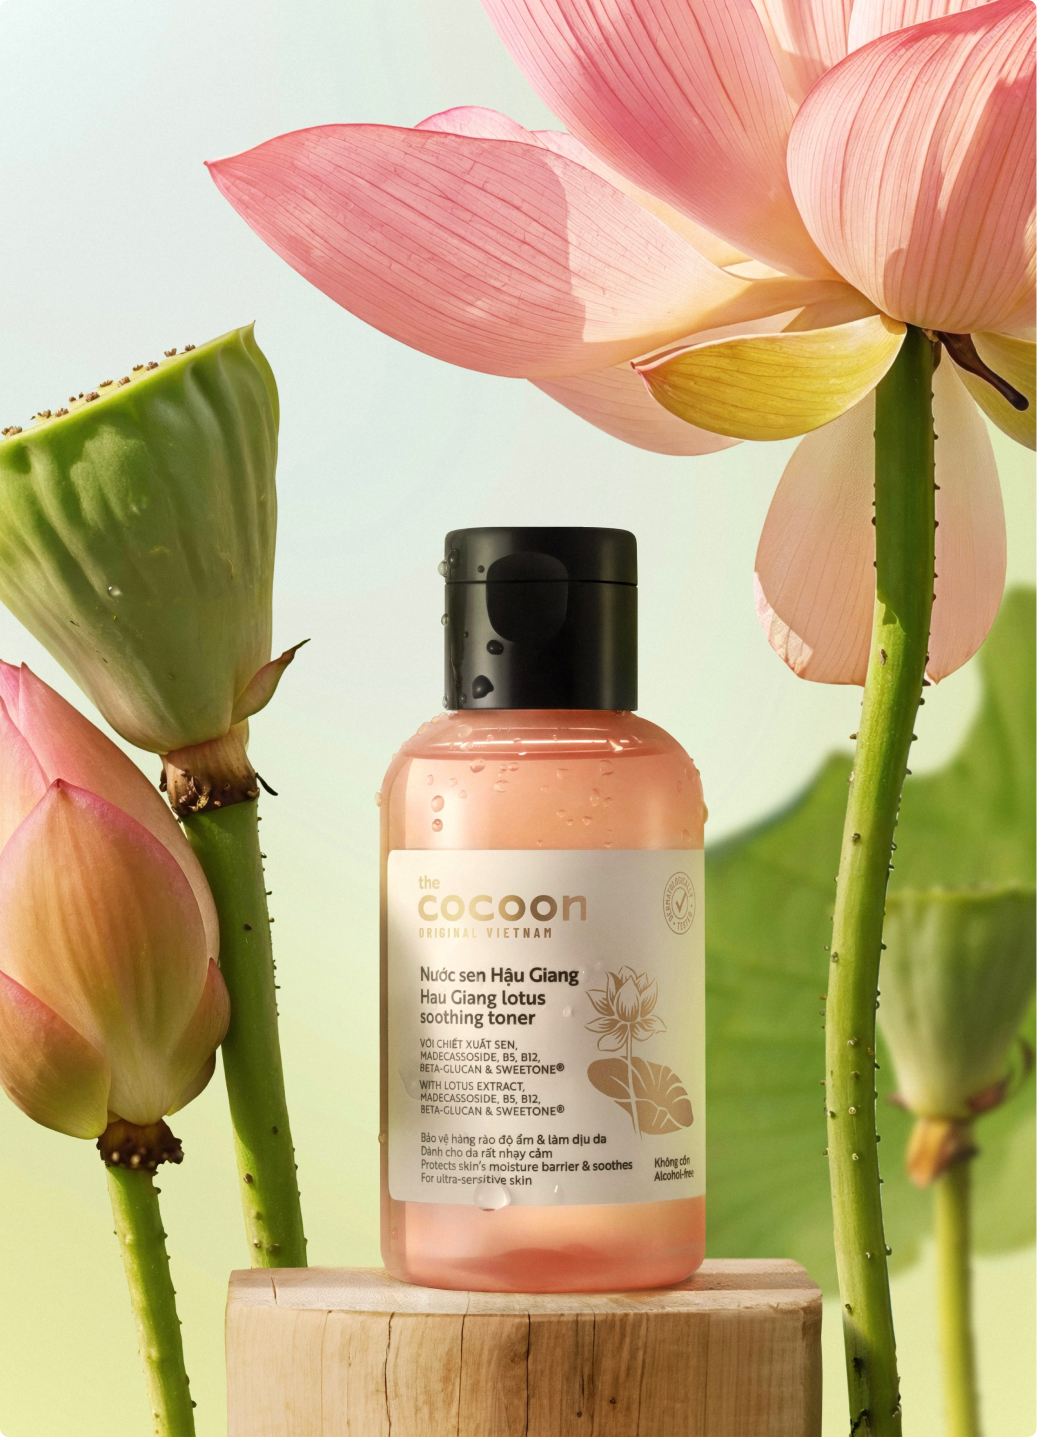 the
cocoon
ORIGINAL VIETNAM
DERMATOLOGICALLY
TESTED
Nước sen Hậu Giang
Hau Giang lotus
soothing toner
VỚI CHIẾT XUẤT SEN,
MADECASSOSIDE, B5, B12,
BETA-GLUCAN & SWEETONE®
WITH LOTUS EXTRACT,
MADECASSOSIDE, B5, B12,
BETA-GLUCAN & SWEETONE®
Bảo vệ hàng rào độ ẩm & làm dịu da
Dành cho da rất nhạy cảm
Protects skin's moisture barrier & soothes
For ultra-sensitive skin
Không cồn
Alcohol-free